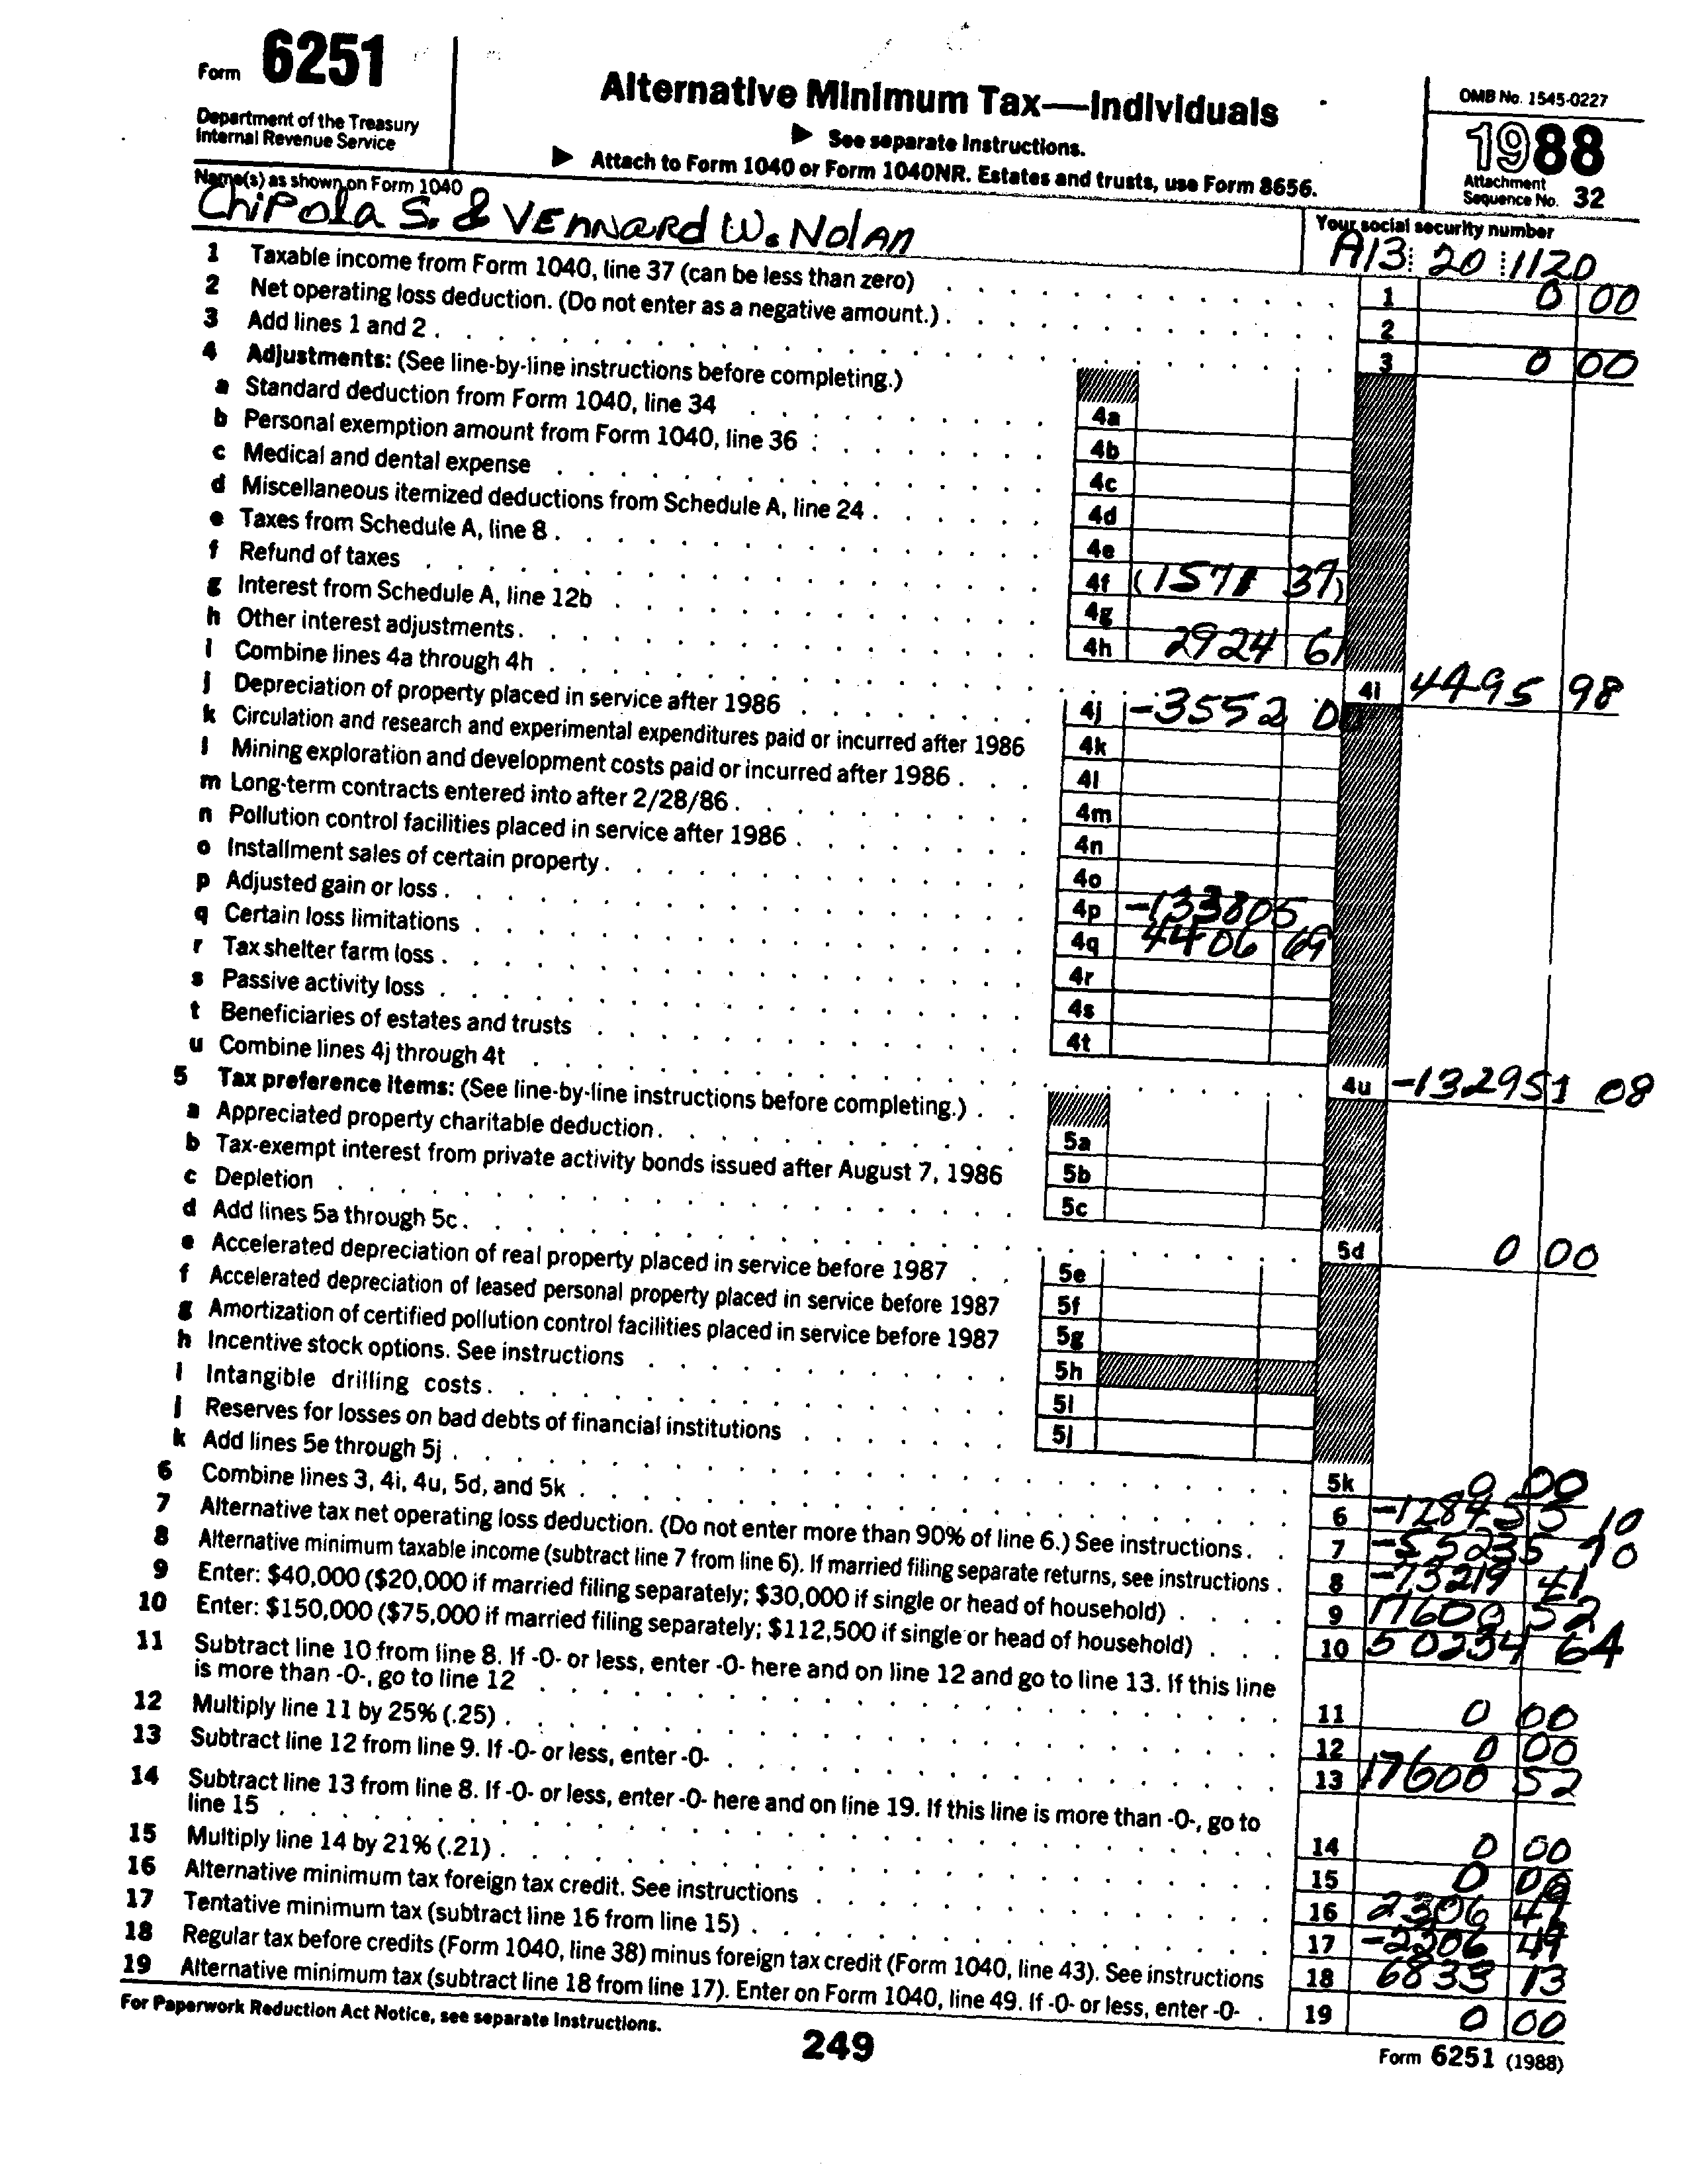 Form 6251
Department of the Treasury
Internal Revenue Service
Alternative Minimum Tax—Individuals
▶ See separate Instructions.
▶ Attach to Form 1040 or Form 1040NR. Estates and trusts, use Form 8656.
OMB No. 1545-0227
1988
Attachment
Sequence No. 32
Name(s) as shown on Form 1040
Chipola S. & Vennard W. Nolan
Your social security number
A13 20 1120
1 Taxable income from Form 1040, line 37 (can be less than zero) 1 0 00
2 Net operating loss deduction. (Do not enter as a negative amount.) 2
3 Add lines 1 and 2 3 0 00
4 Adjustments: (See line-by-line instructions before completing.)
a Standard deduction from Form 1040, line 34 4a
b Personal exemption amount from Form 1040, line 36 4b
c Medical and dental expense 4c
d Miscellaneous itemized deductions from Schedule A, line 24 4d
e Taxes from Schedule A, line 8 4e
f Refund of taxes 4f (1571 37)
g Interest from Schedule A, line 12b 4g
h Other interest adjustments 4h 2924 61
i Combine lines 4a through 4h 4i 4495 98
j Depreciation of property placed in service after 1986 4j -3552 00
k Circulation and research and experimental expenditures paid or incurred after 1986 4k
l Mining exploration and development costs paid or incurred after 1986 4l
m Long-term contracts entered into after 2/28/86 4m
n Pollution control facilities placed in service after 1986 4n
o Installment sales of certain property 4o
p Adjusted gain or loss 4p -133805
q Certain loss limitations 4q 4406 69
r Tax shelter farm loss 4r
s Passive activity loss 4s
t Beneficiaries of estates and trusts 4t
u Combine lines 4j through 4t 4u -132951 08
5 Tax preference items: (See line-by-line instructions before completing.)
a Appreciated property charitable deduction 5a
b Tax-exempt interest from private activity bonds issued after August 7, 1986 5b
c Depletion 5c
d Add lines 5a through 5c 5d 0 00
e Accelerated depreciation of real property placed in service before 1987 5e
f Accelerated depreciation of leased personal property placed in service before 1987 5f
g Amortization of certified pollution control facilities placed in service before 1987 5g
h Incentive stock options. See instructions 5h
i Intangible drilling costs 5i
j Reserves for losses on bad debts of financial institutions 5j
k Add lines 5e through 5j 5k 0 00
6 Combine lines 3, 4i, 4u, 5d, and 5k 6 -128455 10
7 Alternative tax net operating loss deduction. (Do not enter more than 90% of line 6.) See instructions 7 -55235 70
8 Alternative minimum taxable income (subtract line 7 from line 6). If married filing separate returns, see instructions 8 -73219 41
9 Enter: $40,000 ($20,000 if married filing separately; $30,000 if single or head of household) 9 17600 52
10 Enter: $150,000 ($75,000 if married filing separately; $112,500 if single or head of household) 10 50234 64
11 Subtract line 10 from line 8. If -0- or less, enter -0- here and on line 12 and go to line 13. If this line
is more than -0-, go to line 12 11 0 00
12 Multiply line 11 by 25% (.25) 12 0 00
13 Subtract line 12 from line 9. If -0- or less, enter -0- 13 17600 52
14 Subtract line 13 from line 8. If -0- or less, enter -0- here and on line 19. If this line is more than -0-, go to
line 15 14 0 00
15 Multiply line 14 by 21% (.21) 15 0 00
16 Alternative minimum tax foreign tax credit. See instructions 16 2306 49
17 Tentative minimum tax (subtract line 16 from line 15) 17 -2306 49
18 Regular tax before credits (Form 1040, line 38) minus foreign tax credit (Form 1040, line 43). See instructions 18 6833 13
19 Alternative minimum tax (subtract line 18 from line 17). Enter on Form 1040, line 49. If -0- or less, enter -0- 19 0 00
For Paperwork Reduction Act Notice, see separate Instructions.
249
Form 6251 (1988)